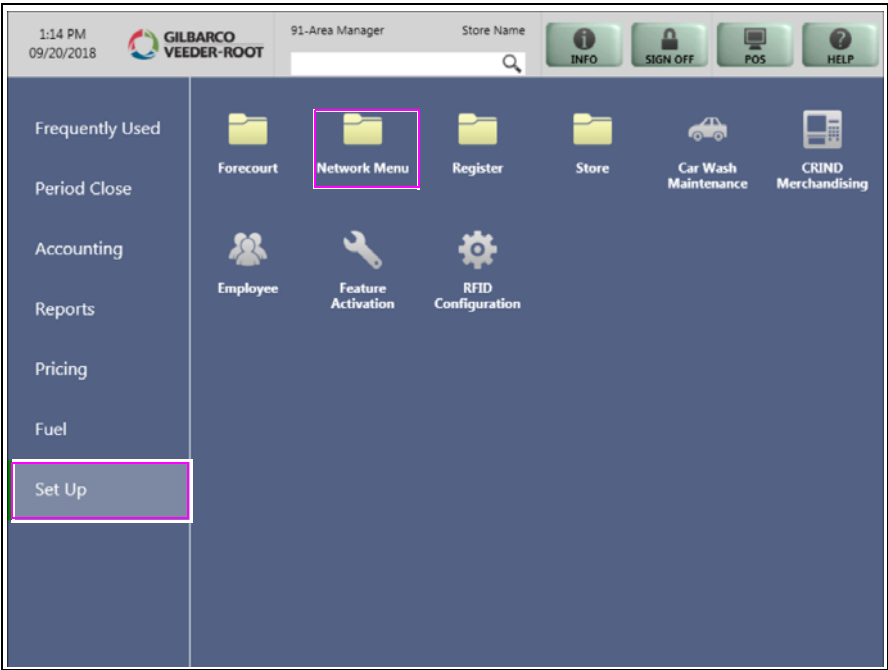 1:14 PM
09/20/2018
GILBARCO
VEEDER-ROOT
91-Area Manager
Store Name
INFO
SIGN OFF
POS
HELP
Frequently Used
Period Close
Accounting
Reports
Pricing
Fuel
Set Up
Forecourt
Network Menu
Register
Store
Car Wash
Maintenance
CRIND
Merchandising
Employee
Feature
Activation
RFID
Configuration